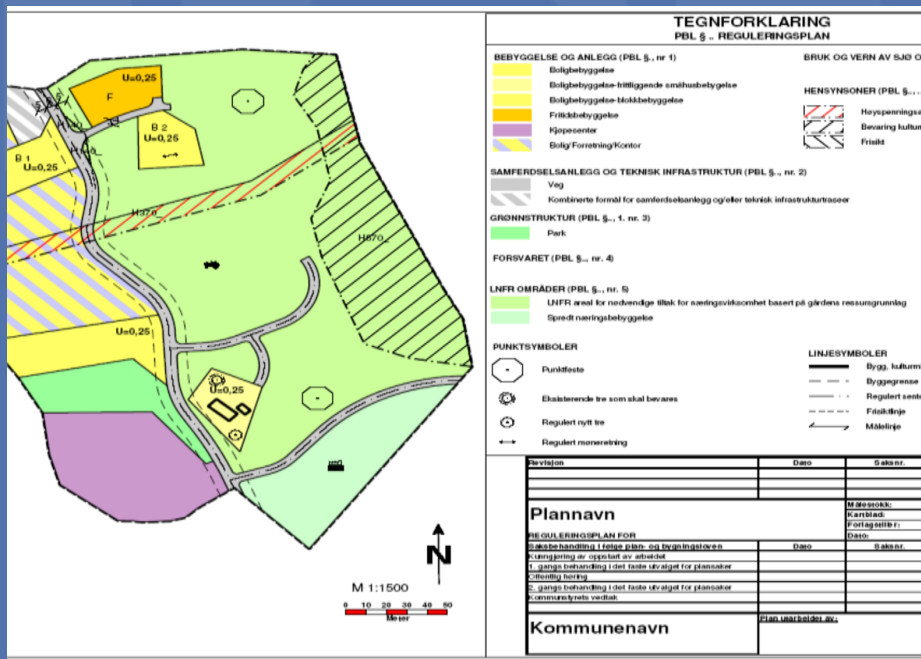 U=0,25
F
B 2
U=0,25
B 1
U=0,25
H370
H570
U=0,25
U=0,25
N
M 1:1500
0 10 20 30 40 50
Meter
TEGNFORKLARING
PBL § .. REGULERINGSPLAN
BEBYGGELSE OG ANLEGG (PBL §.., nr 1)
Boligbebyggelse
Boligbebyggelse-frittliggende småhusbebygelse
Boligbebyggelse-blokkbebyggelse
Fritidsbebyggelse
Kjøpesenter
Bolig/Forretning/Kontor
SAMFERDSELSANLEGG OG TEKNISK INFRASTRUKTUR (PBL §.., nr. 2)
Veg
Kombinerte formål for samferdselsanlegg og/eller teknisk infrastrukturtraseer
GRØNNSTRUKTUR (PBL §.., 1. nr. 3)
Park
FORSVARET (PBL §.., nr. 4)
LNFR OMRÅDER (PBL §.., nr. 5)
LNFR areal for nødvendige tiltak for næringsvirksomhet basert på gårdens ressursgrunnlag
Spredt næringsbebyggelse
BRUK OG VERN AV SJØ O
HENSYNSONER (PBL §.., .
Høyspenningsa
Bevaring kultur
Frisikt
PUNKTSYMBOLER
Punktfeste
Eksisterende tre som skal bevares
Regulert nytt tre
Regulert møneretning
LINJESYMBOLER
Bygg, kulturmi
Byggegrense
Regulert sente
Frisiktlinje
Målelinje
Revisjon Dato Saksnr.
Plannavn
REGULERINGSPLAN FOR
Målestokk:
Kartblad:
Forlagstiller:
Dato:
Saksbehandling i følge plan- og bygningsloven Dato Saksnr.
Kunngjøring av oppstart av arbeidet
1. gangs behandling i det faste utvalget for plansaker
Offentlig høring
2. gangs behandling i det faste utvalget for plansaker
Kommunstyrets vedtak
Kommunenavn
Plan utarbeidet av: